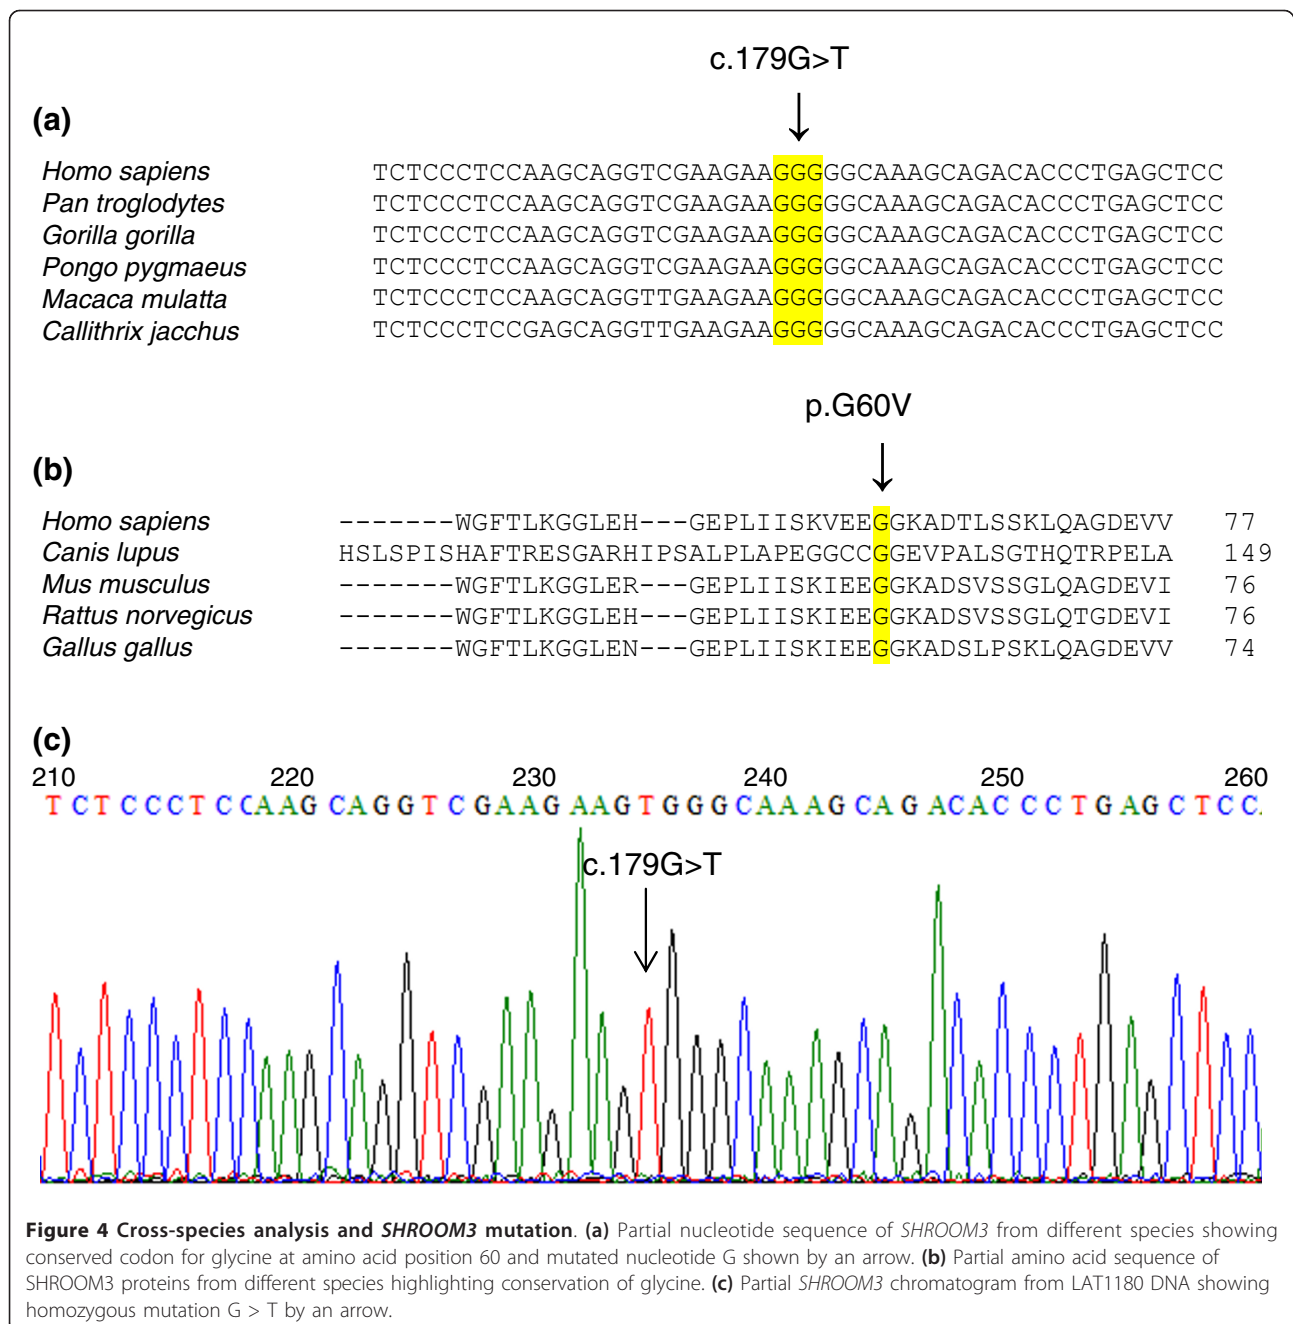 c.179G>T
(a)
Homo sapiens TCTCCCTCCAAGCAGGTCGAAGAAGGGGGCAAAGCAGACACCCTGAGCTCC
Pan troglodytes TCTCCCTCCAAGCAGGTCGAAGAAGGGGGCAAAGCAGACACCCTGAGCTCC
Gorilla gorilla TCTCCCTCCAAGCAGGTCGAAGAAGGGGGCAAAGCAGACACCCTGAGCTCC
Pongo pygmaeus TCTCCCTCCAAGCAGGTCGAAGAAGGGGGCAAAGCAGACACCCTGAGCTCC
Macaca mulatta TCTCCCTCCAAGCAGGTTGAAGAAGGGGGCAAAGCAGACACCCTGAGCTCC
Callithrix jacchus TCTCCCTCCGAGCAGGTTGAAGAAGGGGGCAAAGCAGACACCCTGAGCTCC
p.G60V
(b)
Homo sapiens -------WGFTLKGGLEH---GEPLIISKVEEGGKADTLSSKLQAGDEVV 77
Canis lupus HSLSPISHAFTRESGARHIPSALPLAPEGGCCGGEVPALSGTHQTRPELA 149
Mus musculus -------WGFTLKGGLER---GEPLIISKIEEGGKADSVSSGLQAGDEVI 76
Rattus norvegicus -------WGFTLKGGLEH---GEPLIISKIEEGGKADSVSSGLQTGDEVI 76
Gallus gallus -------WGFTLKGGLEN---GEPLIISKIEEGGKADSLPSKLQAGDEVV 74
(c)
210 220 230 240 250 260
TCTCCCTCCAAGCAGGTCGAAGAAGTGGGCAAAGCAGACACCCTGAGCTCC.
c.179G>T
Figure 4 Cross-species analysis and SHROOM3 mutation. (a) Partial nucleotide sequence of SHROOM3 from different species showing
conserved codon for glycine at amino acid position 60 and mutated nucleotide G shown by an arrow. (b) Partial amino acid sequence of
SHROOM3 proteins from different species highlighting conservation of glycine. (c) Partial SHROOM3 chromatogram from LAT1180 DNA showing
homozygous mutation G > T by an arrow.